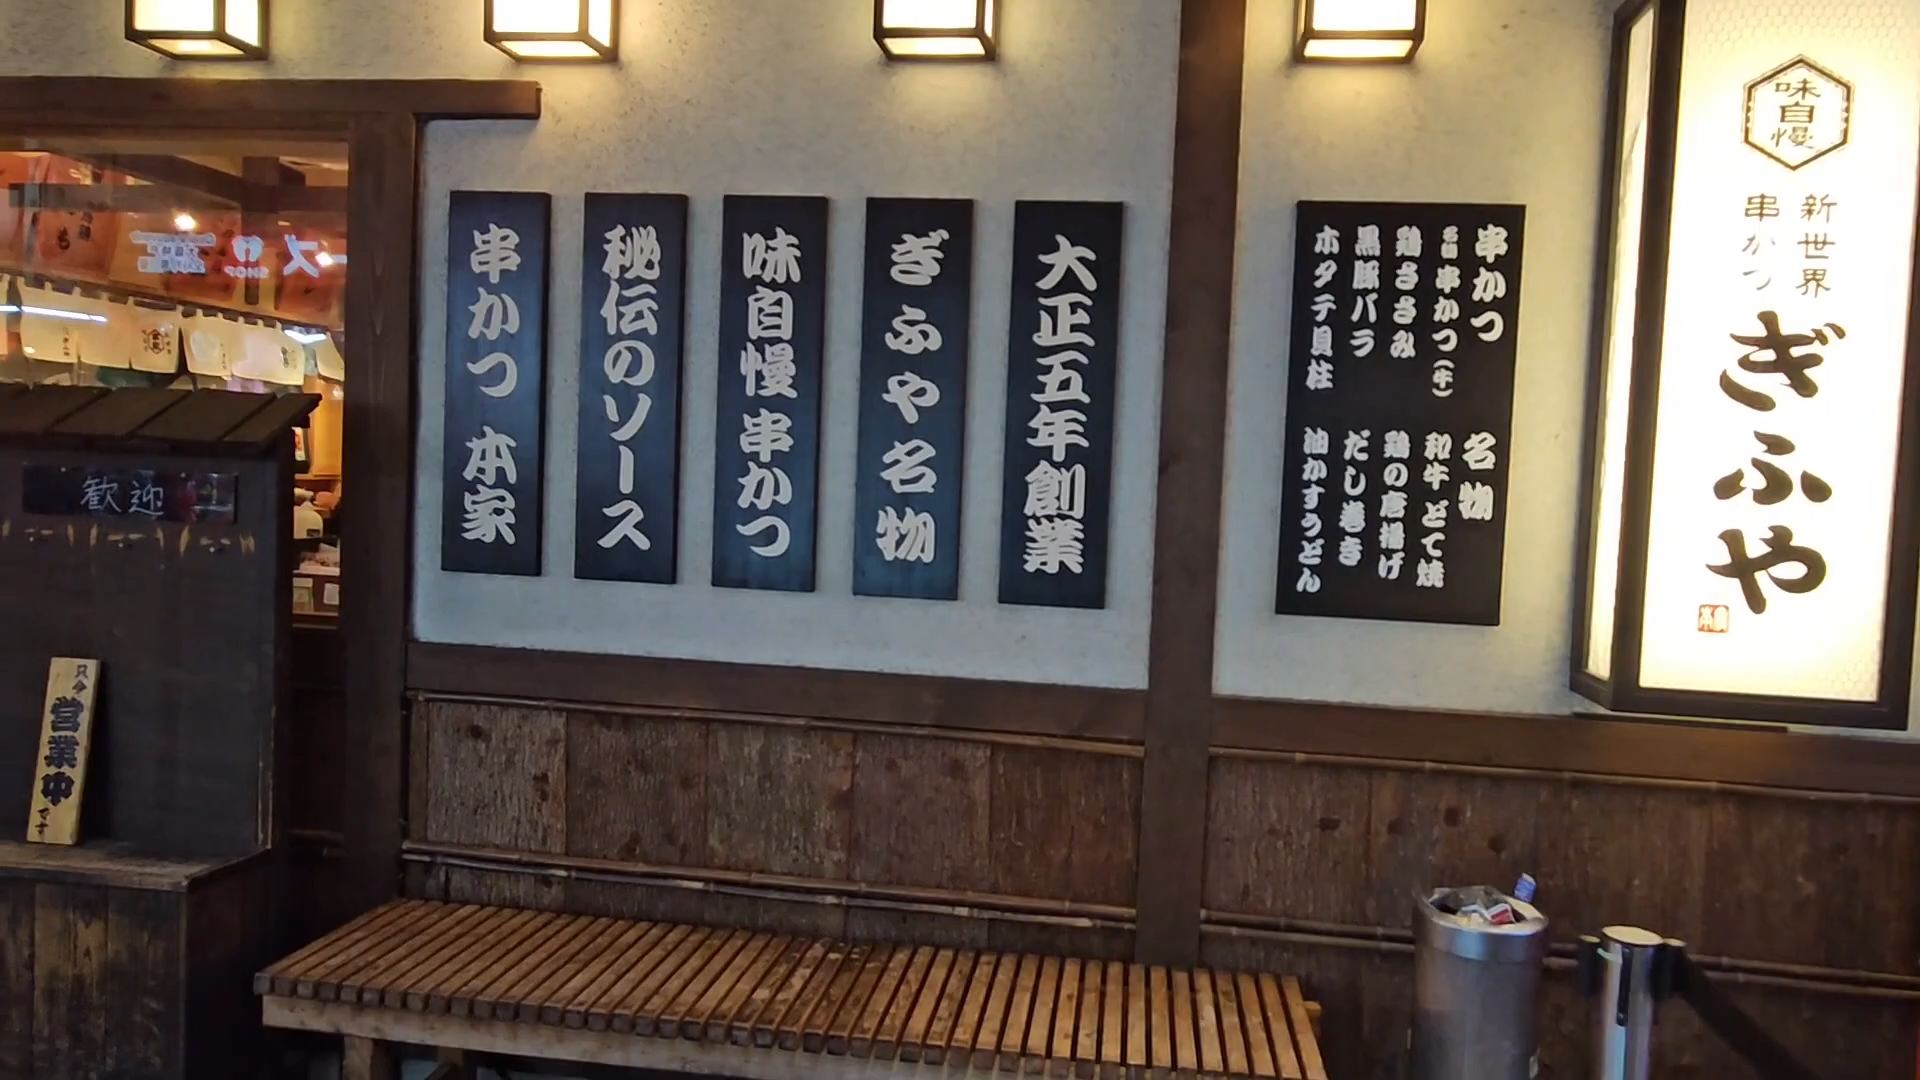 味自慢
新世界
串かつ
ぎふや
串かつ
名物串かつ(牛)
鶏ささみ
黒豚バラ
ホタテ貝柱
名物
和牛どて焼
鶏の唐揚げ
だし巻き
油かすうどん
大正五年創業
ぎふや名物
味自慢 串かつ
秘伝のソース
串かつ 本家
歓迎
只今
営業中
です